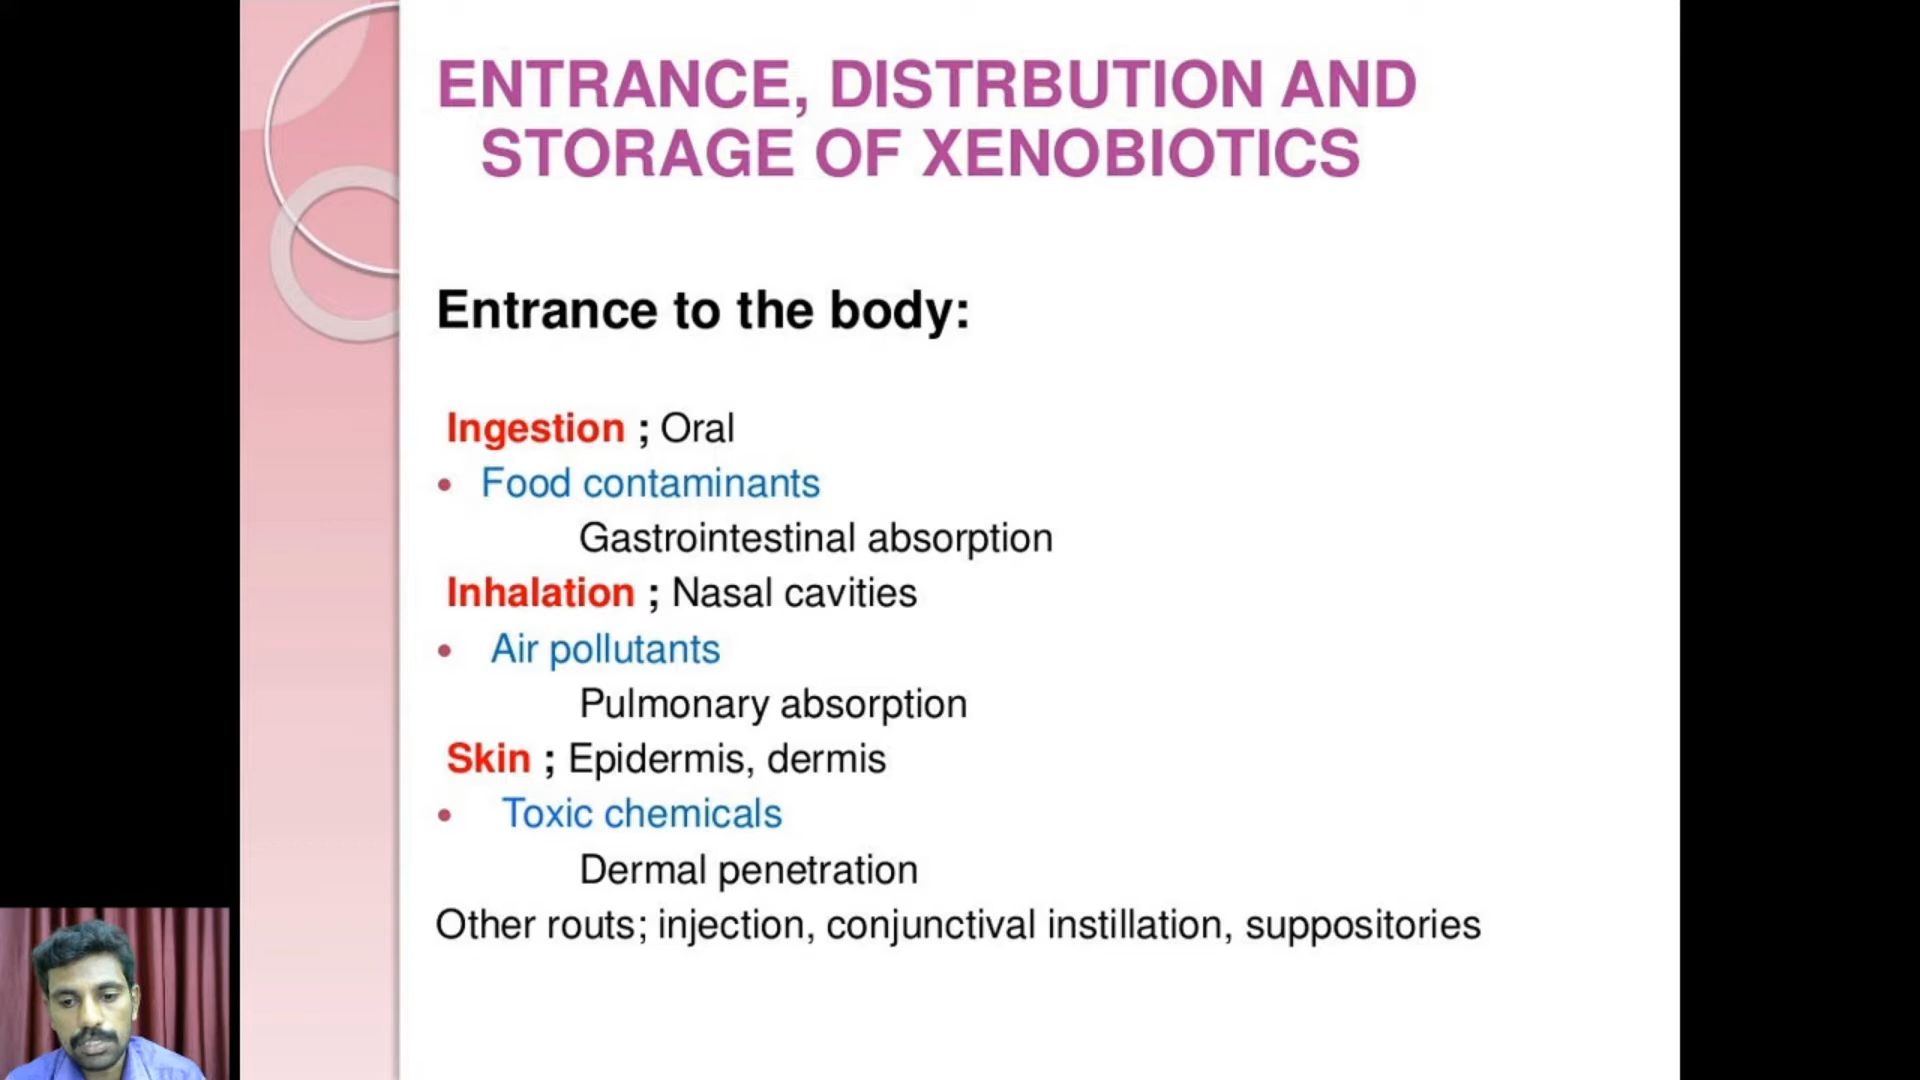 ENTRANCE, DISTRBUTION AND
STORAGE OF XENOBIOTICS
Entrance to the body:
Ingestion ; Oral
• Food contaminants
Gastrointestinal absorption
Inhalation ; Nasal cavities
• Air pollutants
Pulmonary absorption
Skin ; Epidermis, dermis
• Toxic chemicals
Dermal penetration
Other routs; injection, conjunctival instillation, suppositories